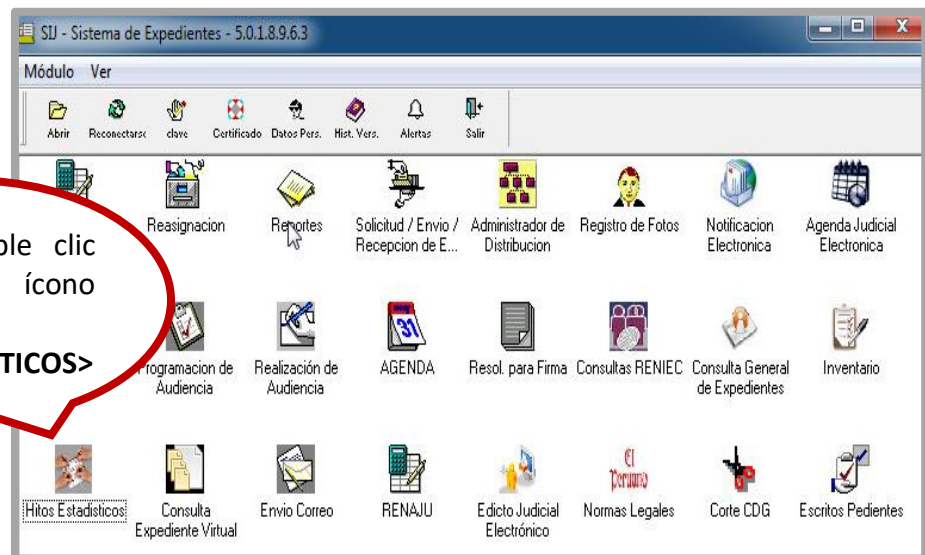 SIJ - Sistema de Expedientes - 5.0.1.8.9.6.3
Módulo Ver
Abrir Reconectarse clave Certificado Datos Pers. Hist. Vers. Alertas Salir
Reasignacion Reportes Solicitud / Envio / Recepcion de E... Administrador de Distribucion Registro de Fotos Notificacion Electronica Agenda Judicial Electronica
clic
ícono
TICOS>
Programacion de Audiencia Realización de Audiencia AGENDA Resol. para Firma Consultas RENIEC Consulta General de Expedientes Inventario
31
El Peruano
Hitos Estadisticos Consulta Expediente Virtual Envio Correo RENAJU Edicto Judicial Electrónico Normas Legales Corte CDG Escritos Pedientes